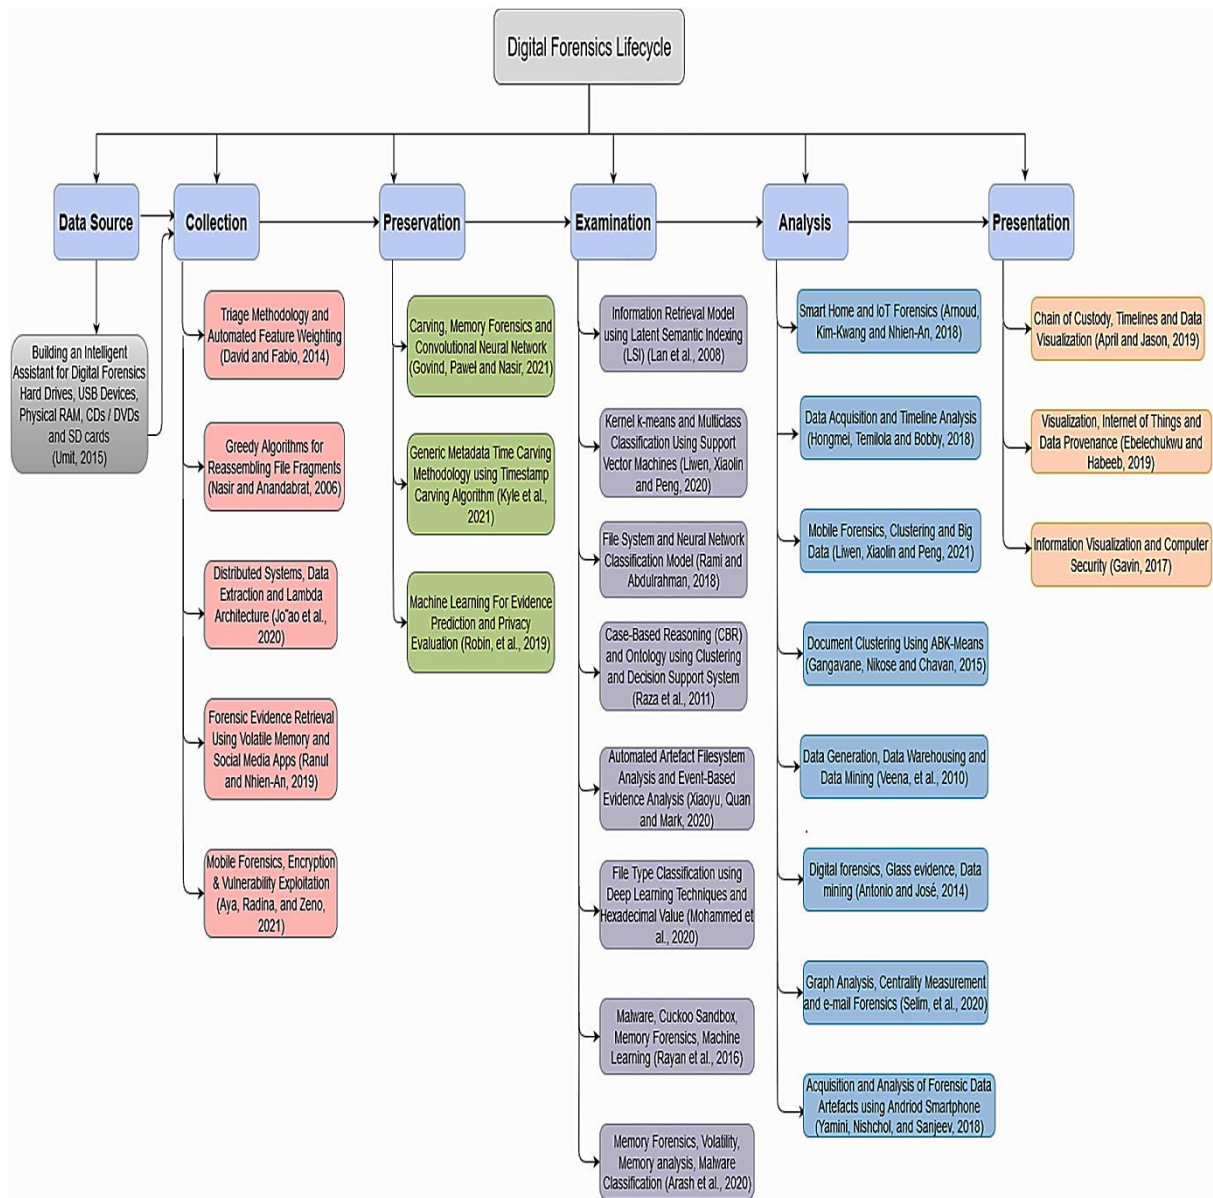 Digital Forensics Lifecycle
Data Source
Collection
Preservation
Examination
Analysis
Presentation
Building an Intelligent
Assistant for Digital Forensics
Hard Drives, USB Devices,
Physical RAM, CDs / DVDs
and SD cards
(Umit, 2015)
Triage Methodology and
Automated Feature Weighting
(David and Fabio, 2014)
Greedy Algorithms for
Reassembling File Fragments
(Nasir and Anandabrat, 2006)
Distributed Systems, Data
Extraction and Lambda
Architecture (Jo˜ao et al.,
2020)
Forensic Evidence Retrieval
Using Volatile Memory and
Social Media Apps (Ranul
and Nhien-An, 2019)
Mobile Forensics, Encryption
& Vulnerability Exploitation
(Aya, Radina, and Zeno,
2021)
Carving, Memory Forensics and
Convolutional Neural Network
(Govind, Pawel and Nasir, 2021)
Generic Metadata Time Carving
Methodology using Timestamp
Carving Algorithm (Kyle et al.,
2021)
Machine Learning For Evidence
Prediction and Privacy
Evaluation (Robin, et al., 2019)
Information Retrieval Model
using Latent Semantic Indexing
(LSI) (Lan et al., 2008)
Kernel k-means and Multiclass
Classification Using Support
Vector Machines (Liwen, Xiaolin
and Peng, 2020)
File System and Neural Network
Classification Model (Rami and
Abdulrahman, 2018)
Case-Based Reasoning (CBR)
and Ontology using Clustering
and Decision Support System
(Raza et al., 2011)
Automated Artefact Filesystem
Analysis and Event-Based
Evidence Analysis (Xiaoyu, Quan
and Mark, 2020)
File Type Classification using
Deep Learning Techniques and
Hexadecimal Value (Mohammed et
al., 2020)
Malware, Cuckoo Sandbox,
Memory Forensics, Machine
Learning (Rayan et al., 2016)
Memory Forensics, Volatility,
Memory analysis, Malware
Classification (Arash et al., 2020)
Smart Home and IoT Forensics (Arnoud,
Kim-Kwang and Nhien-An, 2018)
Data Acquisition and Timeline Analysis
(Hongmei, Temilola and Bobby, 2018)
Mobile Forensics, Clustering and Big
Data (Liwen, Xiaolin and Peng, 2021)
Document Clustering Using ABK-Means
(Gangavane, Nikose and Chavan, 2015)
Data Generation, Data Warehousing and
Data Mining (Veena, et al., 2010)
Digital forensics, Glass evidence, Data
mining (Antonio and José, 2014)
Graph Analysis, Centrality Measurement
and e-mail Forensics (Selim, et al., 2020)
Acquisition and Analysis of Forensic Data
Artefacts using Andriod Smartphone
(Yamini, Nishchol, and Sanjeev, 2018)
Chain of Custody, Timelines and Data
Visualization (April and Jason, 2019)
Visualization, Internet of Things and
Data Provenance (Ebelechukwu and
Habeeb, 2019)
Information Visualization and Computer
Security (Gavin, 2017)